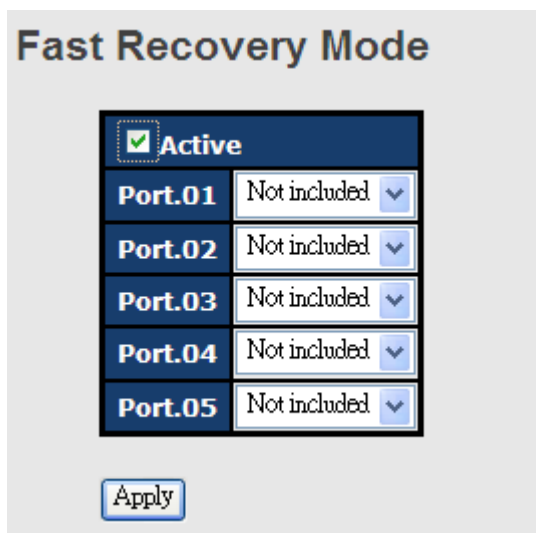 Fast Recovery Mode
Active
Port.01 Not included
Port.02 Not included
Port.03 Not included
Port.04 Not included
Port.05 Not included
Apply